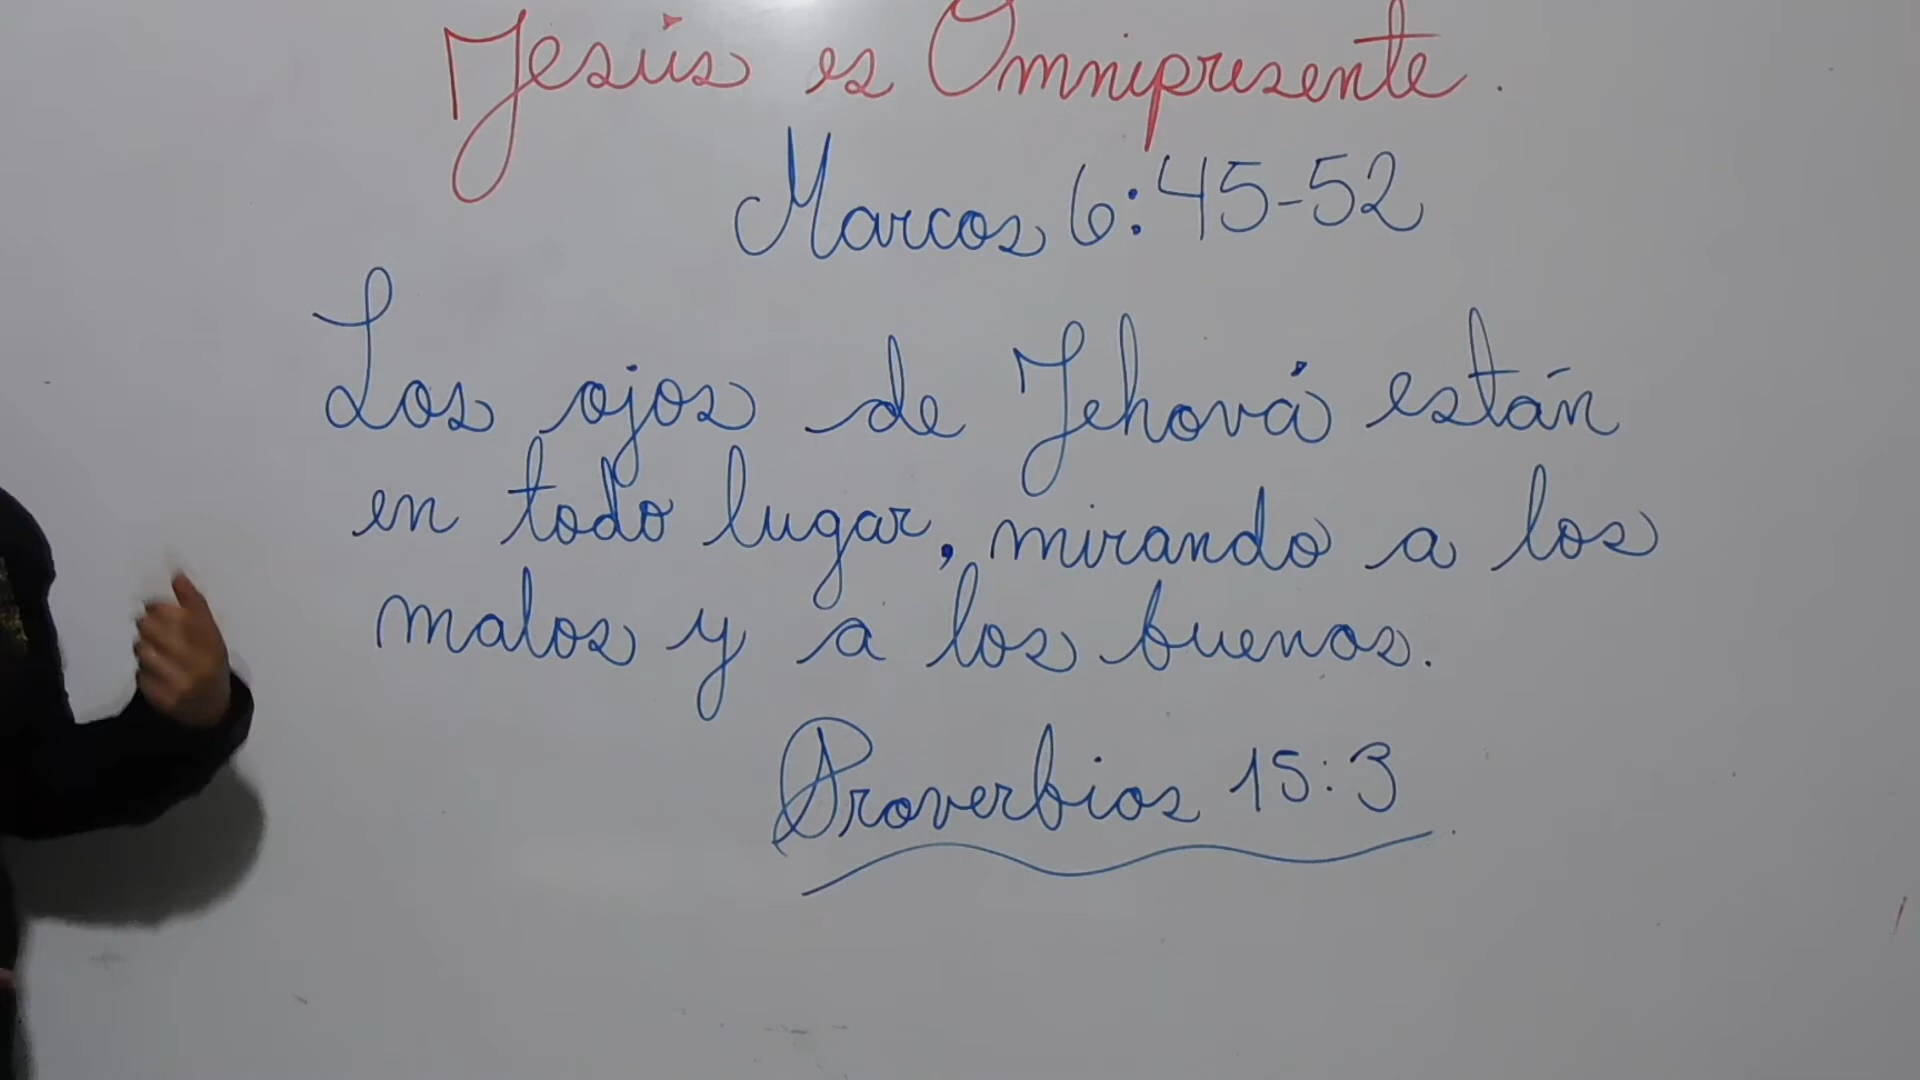 Jesús es Omnipresente.
Marcos 6:45-52
Los ojos de Jehová están
en todo lugar, mirando a los
malos y a los buenos.
Proverbios 15:3